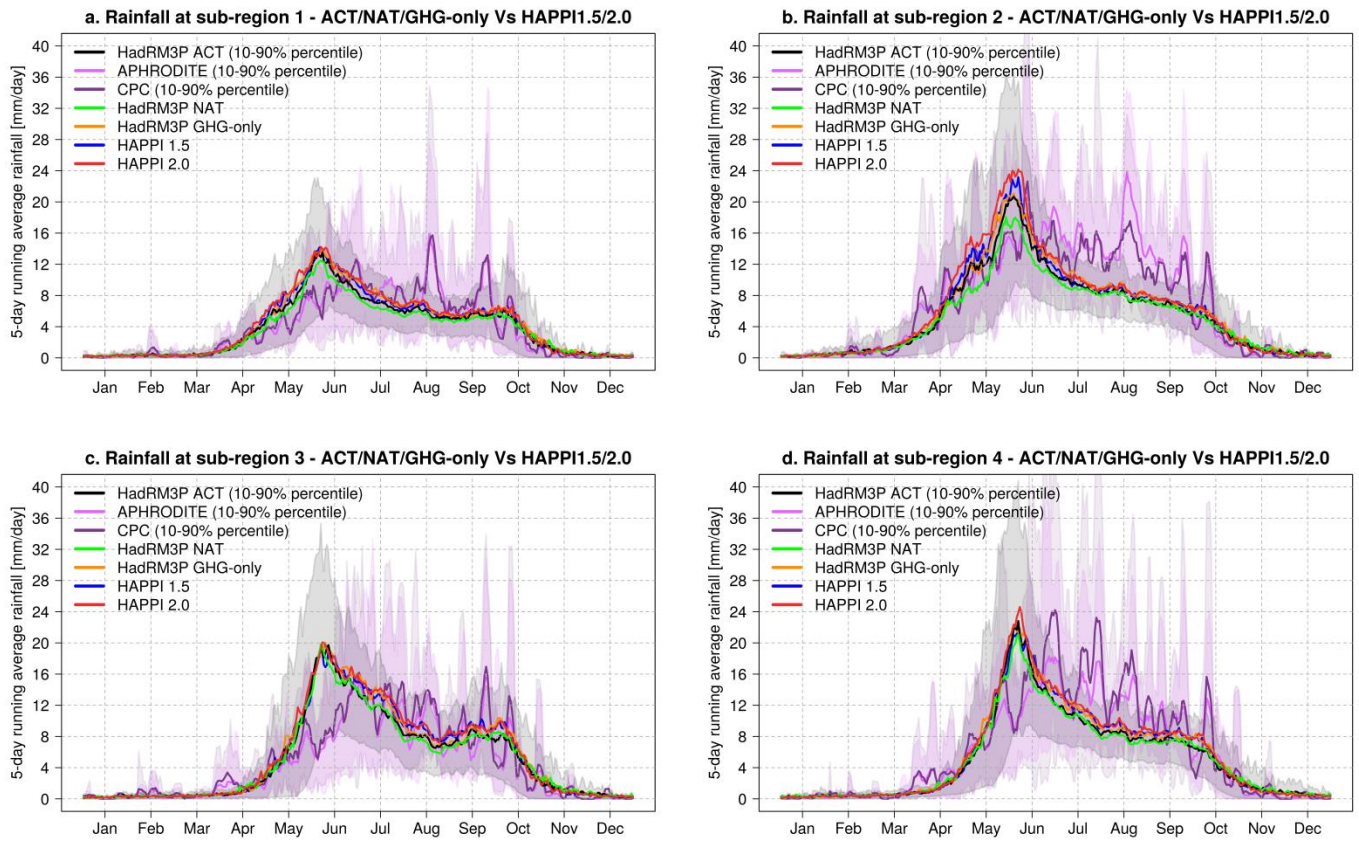 a. Rainfall at sub-region 1 - ACT/NAT/GHG-only Vs HAPPI1.5/2.0
5-day running average rainfall [mm/day]
40
36
32
28
24
20
16
12
8
4
0
HadRM3P ACT (10-90% percentile)
APHRODITE (10-90% percentile)
CPC (10-90% percentile)
HadRM3P NAT
HadRM3P GHG-only
HAPPI 1.5
HAPPI 2.0
Jan Feb Mar Apr May Jun Jul Aug Sep Oct Nov Dec
b. Rainfall at sub-region 2 - ACT/NAT/GHG-only Vs HAPPI1.5/2.0
5-day running average rainfall [mm/day]
40
36
32
28
24
20
16
12
8
4
0
HadRM3P ACT (10-90% percentile)
APHRODITE (10-90% percentile)
CPC (10-90% percentile)
HadRM3P NAT
HadRM3P GHG-only
HAPPI 1.5
HAPPI 2.0
Jan Feb Mar Apr May Jun Jul Aug Sep Oct Nov Dec
c. Rainfall at sub-region 3 - ACT/NAT/GHG-only Vs HAPPI1.5/2.0
5-day running average rainfall [mm/day]
40
36
32
28
24
20
16
12
8
4
0
HadRM3P ACT (10-90% percentile)
APHRODITE (10-90% percentile)
CPC (10-90% percentile)
HadRM3P NAT
HadRM3P GHG-only
HAPPI 1.5
HAPPI 2.0
Jan Feb Mar Apr May Jun Jul Aug Sep Oct Nov Dec
d. Rainfall at sub-region 4 - ACT/NAT/GHG-only Vs HAPPI1.5/2.0
5-day running average rainfall [mm/day]
40
36
32
28
24
20
16
12
8
4
0
HadRM3P ACT (10-90% percentile)
APHRODITE (10-90% percentile)
CPC (10-90% percentile)
HadRM3P NAT
HadRM3P GHG-only
HAPPI 1.5
HAPPI 2.0
Jan Feb Mar Apr May Jun Jul Aug Sep Oct Nov Dec